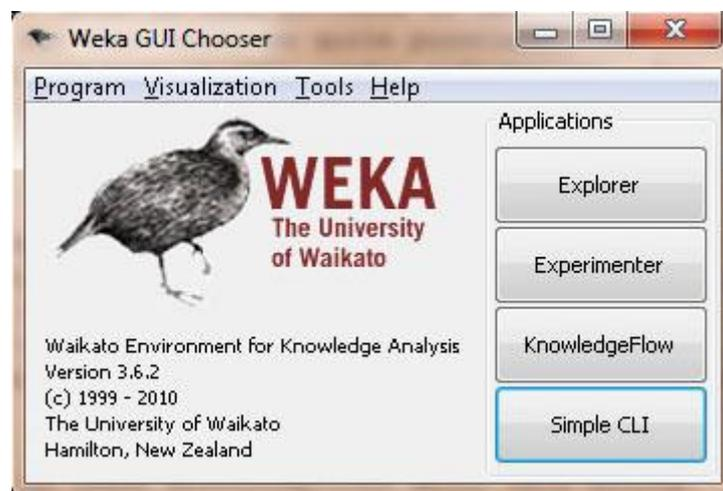 Weka GUI Chooser
Program Visualization Tools Help
WEKA
The University
of Waikato
Waikato Environment for Knowledge Analysis
Version 3.6.2
(c) 1999 - 2010
The University of Waikato
Hamilton, New Zealand
Applications
Explorer
Experimenter
KnowledgeFlow
Simple CLI